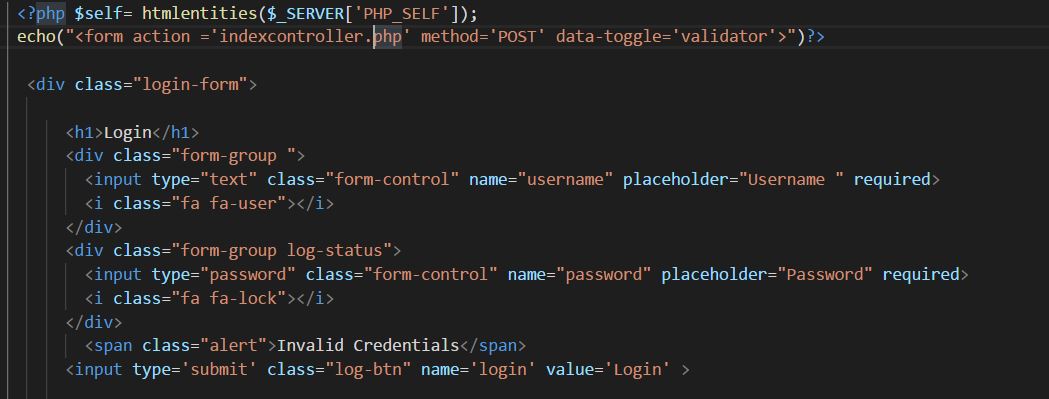 <?php $self= htmlentities($_SERVER['PHP_SELF']);
echo("<form action ='indexcontroller.php' method='POST' data-toggle='validator'>")?>
<div class="login-form">
<h1>Login</h1>
<div class="form-group ">
<input type="text" class="form-control" name="username" placeholder="Username " required>
<i class="fa fa-user"></i>
</div>
<div class="form-group log-status">
<input type="password" class="form-control" name="password" placeholder="Password" required>
<i class="fa fa-lock"></i>
</div>
<span class="alert">Invalid Credentials</span>
<input type='submit' class="log-btn" name='login' value='Login' >